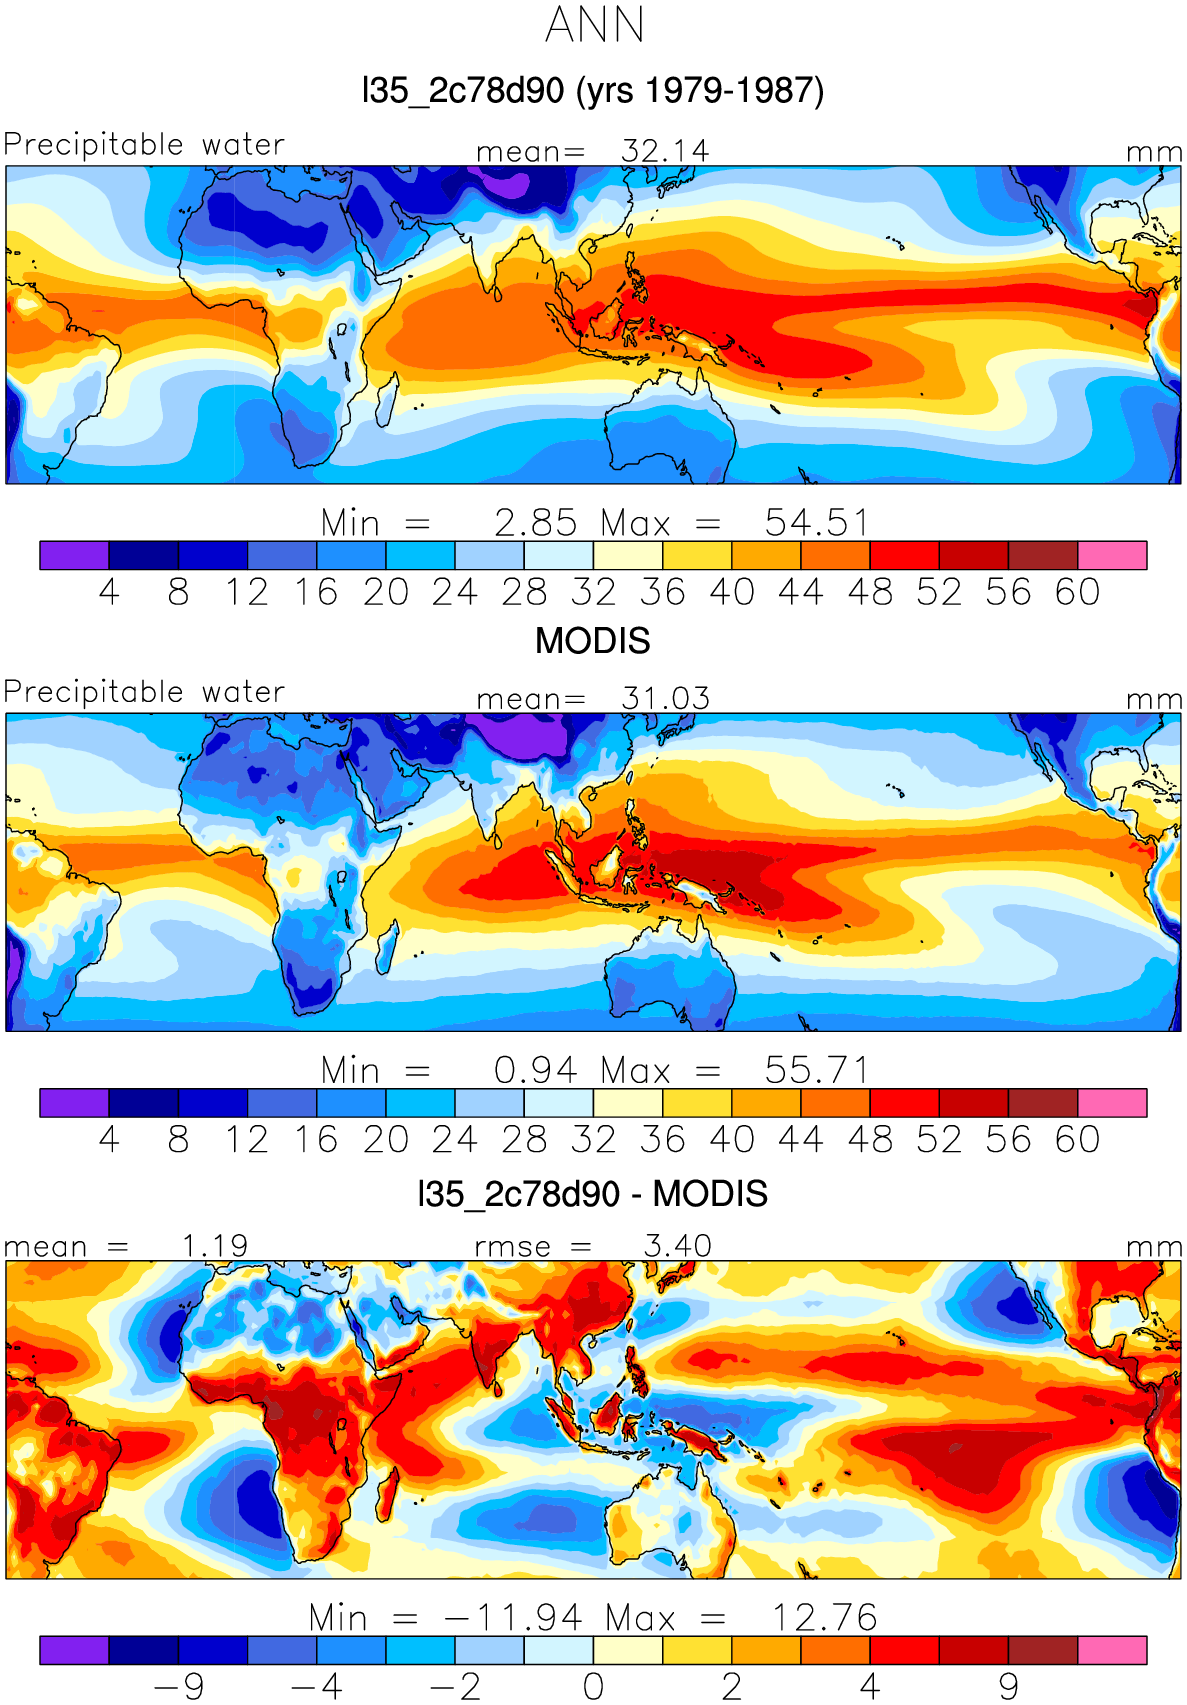 ANN
l35_2c78d90 (yrs 1979-1987)
Precipitable water mean= 32.14 mm
Min = 2.85 Max = 54.51
4 8 12 16 20 24 28 32 36 40 44 48 52 56 60
MODIS
Precipitable water mean= 31.03 mm
Min = 0.94 Max = 55.71
4 8 12 16 20 24 28 32 36 40 44 48 52 56 60
l35_2c78d90 - MODIS
mean = 1.19 rmse = 3.40 mm
Min = -11.94 Max = 12.76
-9 -4 -2 0 2 4 9